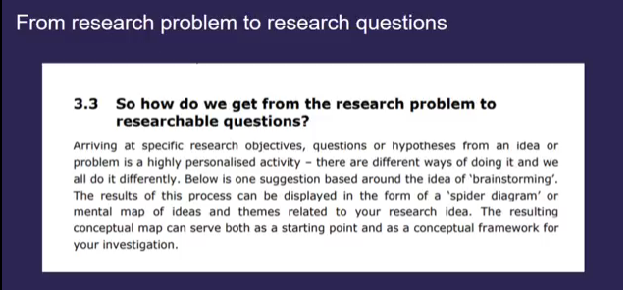 From research problem to research questions
3.3 So how do we get from the research problem to
researchable questions?
Arriving at specific research objectives, questions or hypotheses from an idea or
problem is a highly personalised activity – there are different ways of doing it and we
all do it differently. Below is one suggestion based around the idea of 'brainstorming'.
The results of this process can be displayed in the form of a 'spider diagram' or
mental map of ideas and themes related to your research idea. The resulting
conceptual map can serve both as a starting point and as a conceptual framework for
your investigation.